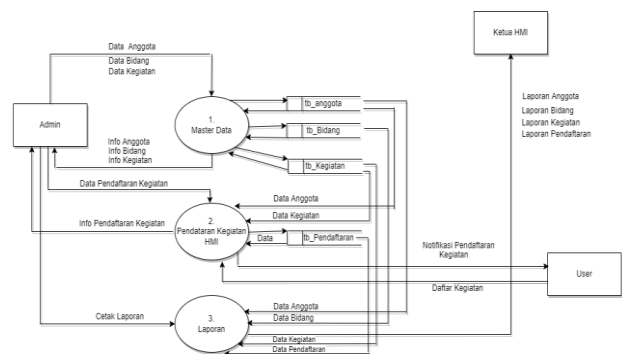 Ketua HMI
Data Anggota
Data Bidang
Data Kegiatan
Laporan Anggota
Laporan Bidang
Laporan Kegiatan
Laporan Pendaftaran
tb_anggota
Admin
1.
Master Data
tb_Bidang
Info Anggota
Info Bidang
Info Kegiatan
tb_Kegiatan
Data Pendaftaran Kegiatan
Data Anggota
Data Kegiatan
Info Pendaftaran Kegiatan
2.
Pendataran Kegiatan
HMI
Data
tb_Pendaftaran
Notifikasi Pendaftaran
Kegiatan
User
Daftar Kegiatan
Cetak Laporan
3.
Laporan
Data Anggota
Data Bidang
Data Kegiatan
Data Pendaftaran